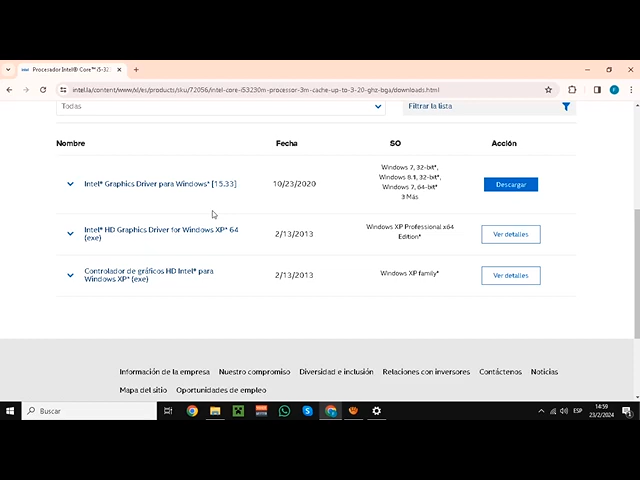 Procesador Intel® Core™ i5-32
intel.la/content/www/xl/es/products/sku/72056/intel-core-i53230m-processor-3m-cache-up-to-3-20-ghz-bga/downloads.html
Todas
Filtrar la lista
Nombre Fecha SO Acción
Intel® Graphics Driver para Windows* [15.33]
10/23/2020
Windows 7, 32-bit*,
Windows 8.1, 32-bit*,
Windows 7, 64-bit*
3 Más
Descargar
Intel® HD Graphics Driver for Windows XP* 64
(exe)
2/13/2013
Windows XP Professional x64
Edition*
Ver detalles
Controlador de gráficos HD Intel® para
Windows XP* (exe)
2/13/2013
Windows XP family*
Ver detalles
Información de la empresa Nuestro compromiso Diversidad e inclusión Relaciones con inversores Contáctenos Noticias
Mapa del sitio Oportunidades de empleo
Buscar
ESP
14:59
23/2/2024